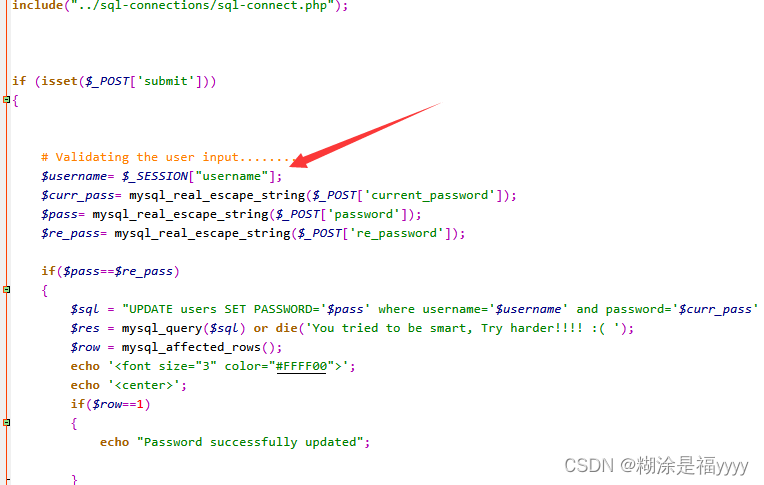 include("../sql-connections/sql-connect.php");
if (isset($_POST['submit']))
{
# Validating the user input........
$username= $_SESSION["username"];
$curr_pass= mysql_real_escape_string($_POST['current_password']);
$pass= mysql_real_escape_string($_POST['password']);
$re_pass= mysql_real_escape_string($_POST['re_password']);
if($pass==$re_pass)
{
$sql = "UPDATE users SET PASSWORD='$pass' where username='$username' and password='$curr_pass'
$res = mysql_query($sql) or die('You tried to be smart, Try harder!!!! :( ');
$row = mysql_affected_rows();
echo '<font size="3" color="#FFFF00">';
echo '<center>';
if($row==1)
{
echo "Password successfully updated";
}
CSDN @糊涂是福yyyy